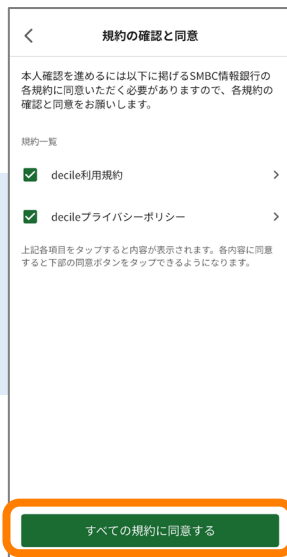 規約の確認と同意
本人確認を進めるには以下に掲げるSMBC情報銀行の
各規約に同意いただく必要がありますので、各規約の
確認と同意をお願いします。
規約一覧
decile利用規約
decileプライバシーポリシー
上記各項目をタップすると内容が表示されます。各内容に同意
すると下部の同意ボタンをタップできるようになります。
すべての規約に同意する